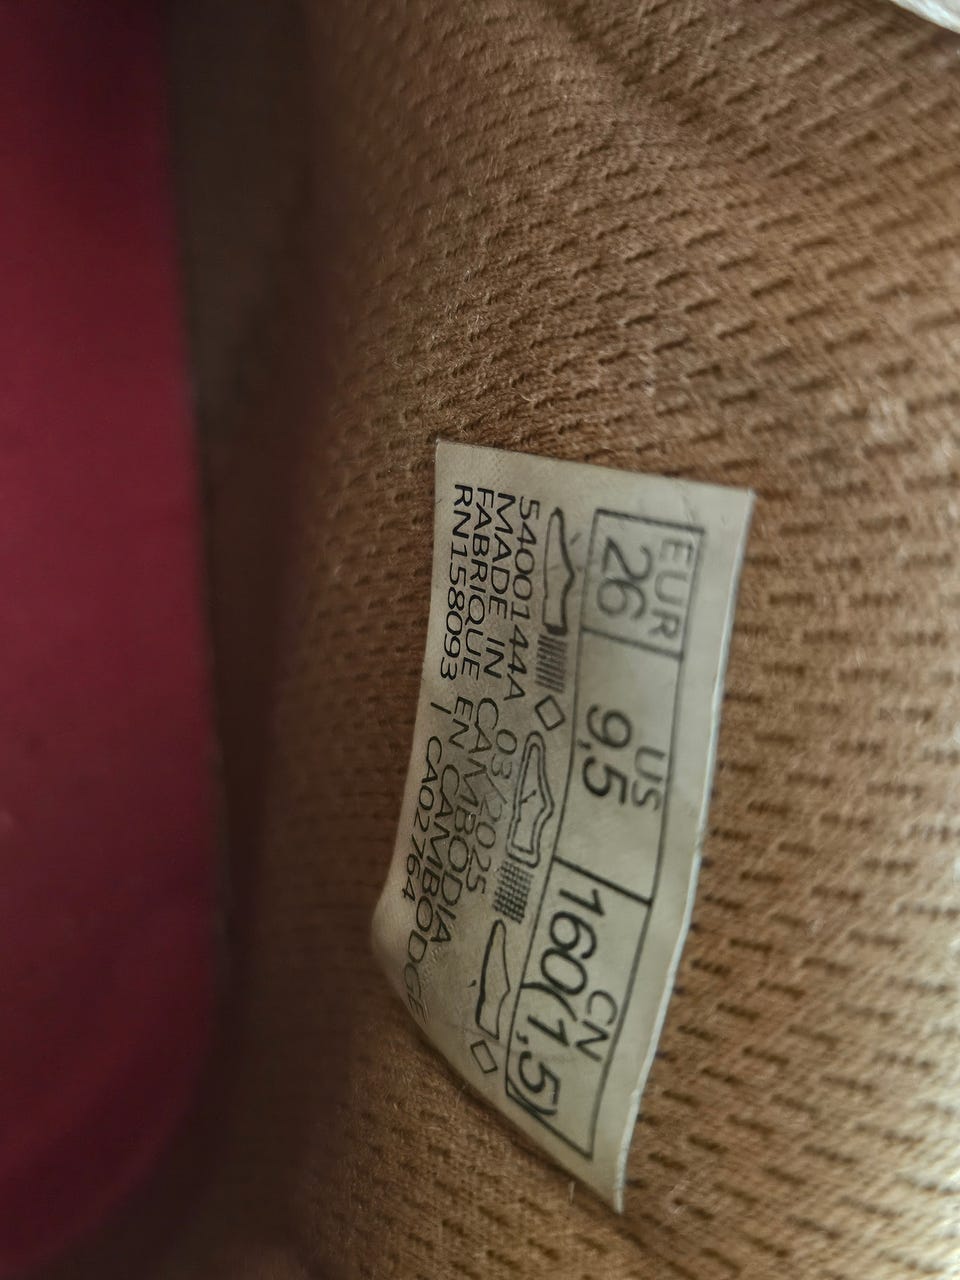 EUR US CN
26 9,5 160(1,5)
5400144A 03/2025
MADE IN CAMBODIA
FABRIQUE EN CAMBODGE
RN158093 | CA02764